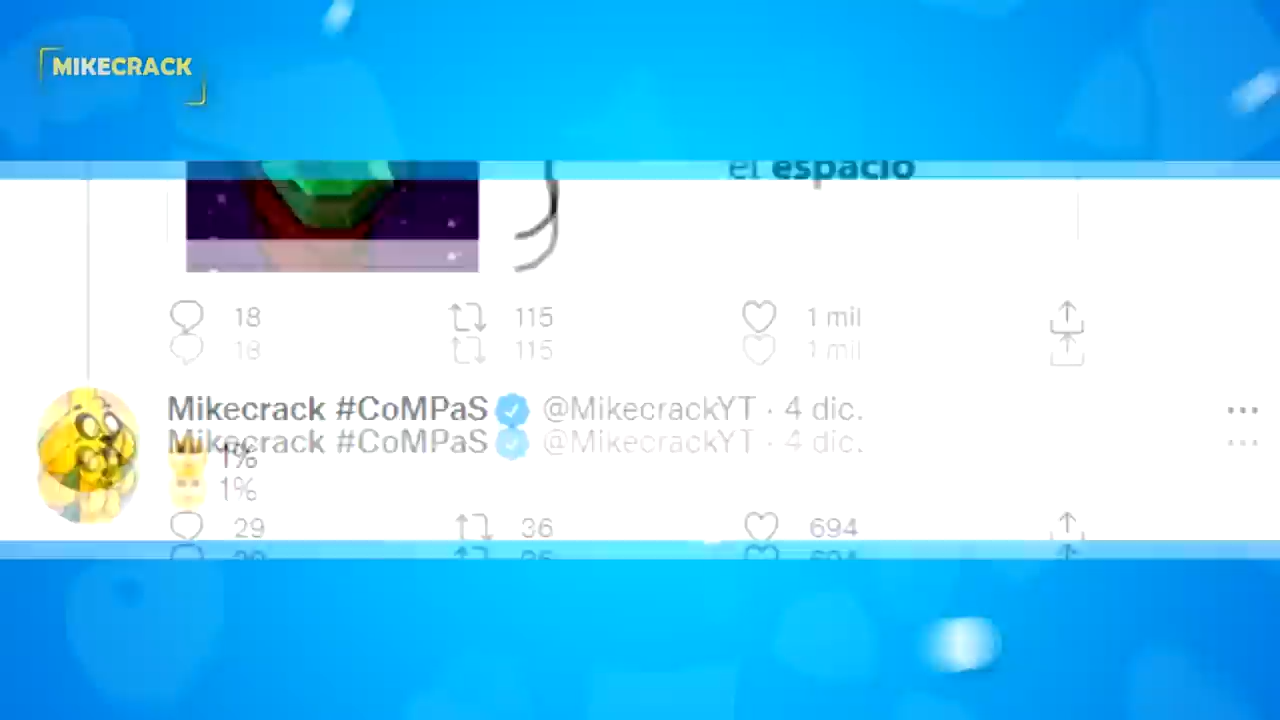 MIKECRACK
el espacio
18 115 1 mil
18 115 1 mil
Mikecrack #CoMPaS @MikecrackYT · 4 dic.
Mikecrack #CoMPaS @MikecrackYT · 4 dic.
1%
1%
29 36 694